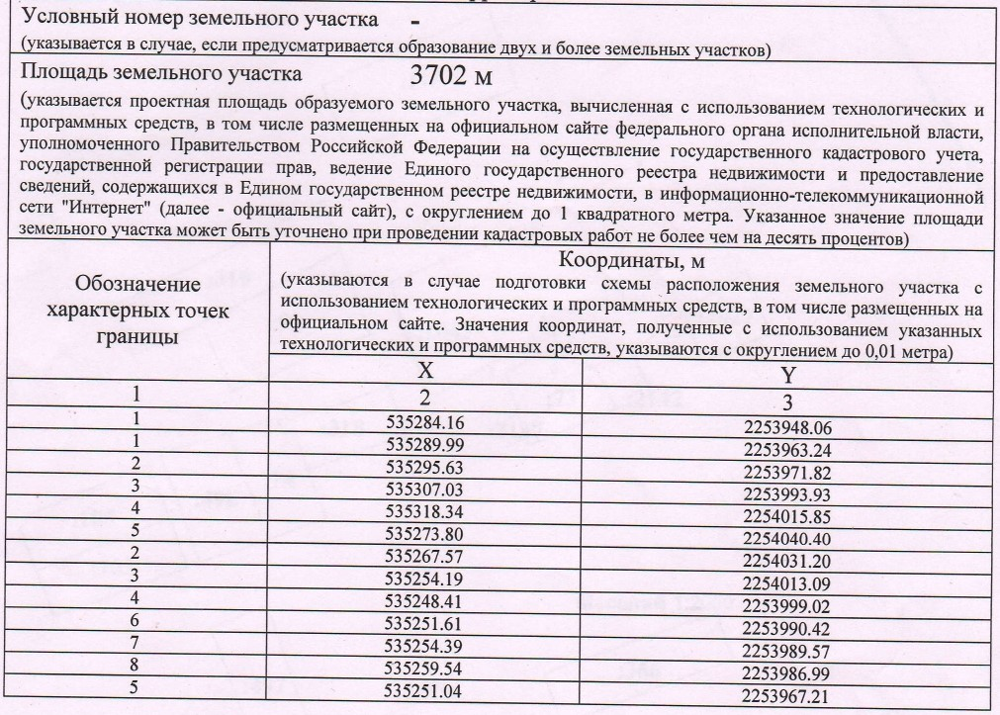 Условный номер земельного участка -
(указывается в случае, если предусматривается образование двух и более земельных участков)
Площадь земельного участка 3702 м
(указывается проектная площадь образуемого земельного участка, вычисленная с использованием технологических и
программных средств, в том числе размещенных на официальном сайте федерального органа исполнительной власти,
уполномоченного Правительством Российской Федерации на осуществление государственного кадастрового учета,
государственной регистрации прав, ведение Единого государственного реестра недвижимости и предоставление
сведений, содержащихся в Едином государственном реестре недвижимости, в информационно-телекоммуникационной
сети "Интернет" (далее - официальный сайт), с округлением до 1 квадратного метра. Указанное значение площади
земельного участка может быть уточнено при проведении кадастровых работ не более чем на десять процентов)
Обозначение
характерных точек
границы
Координаты, м
(указываются в случае подготовки схемы расположения земельного участка с
использованием технологических и программных средств, в том числе размещенных на
официальном сайте. Значения координат, полученные с использованием указанных
технологических и программных средств, указываются с округлением до 0,01 метра)
X Y
1 2 3
1 535284.16 2253948.06
1 535289.99 2253963.24
2 535295.63 2253971.82
3 535307.03 2253993.93
4 535318.34 2254015.85
5 535273.80 2254040.40
2 535267.57 2254031.20
3 535254.19 2254013.09
4 535248.41 2253999.02
6 535251.61 2253990.42
7 535254.39 2253989.57
8 535259.54 2253986.99
5 535251.04 2253967.21